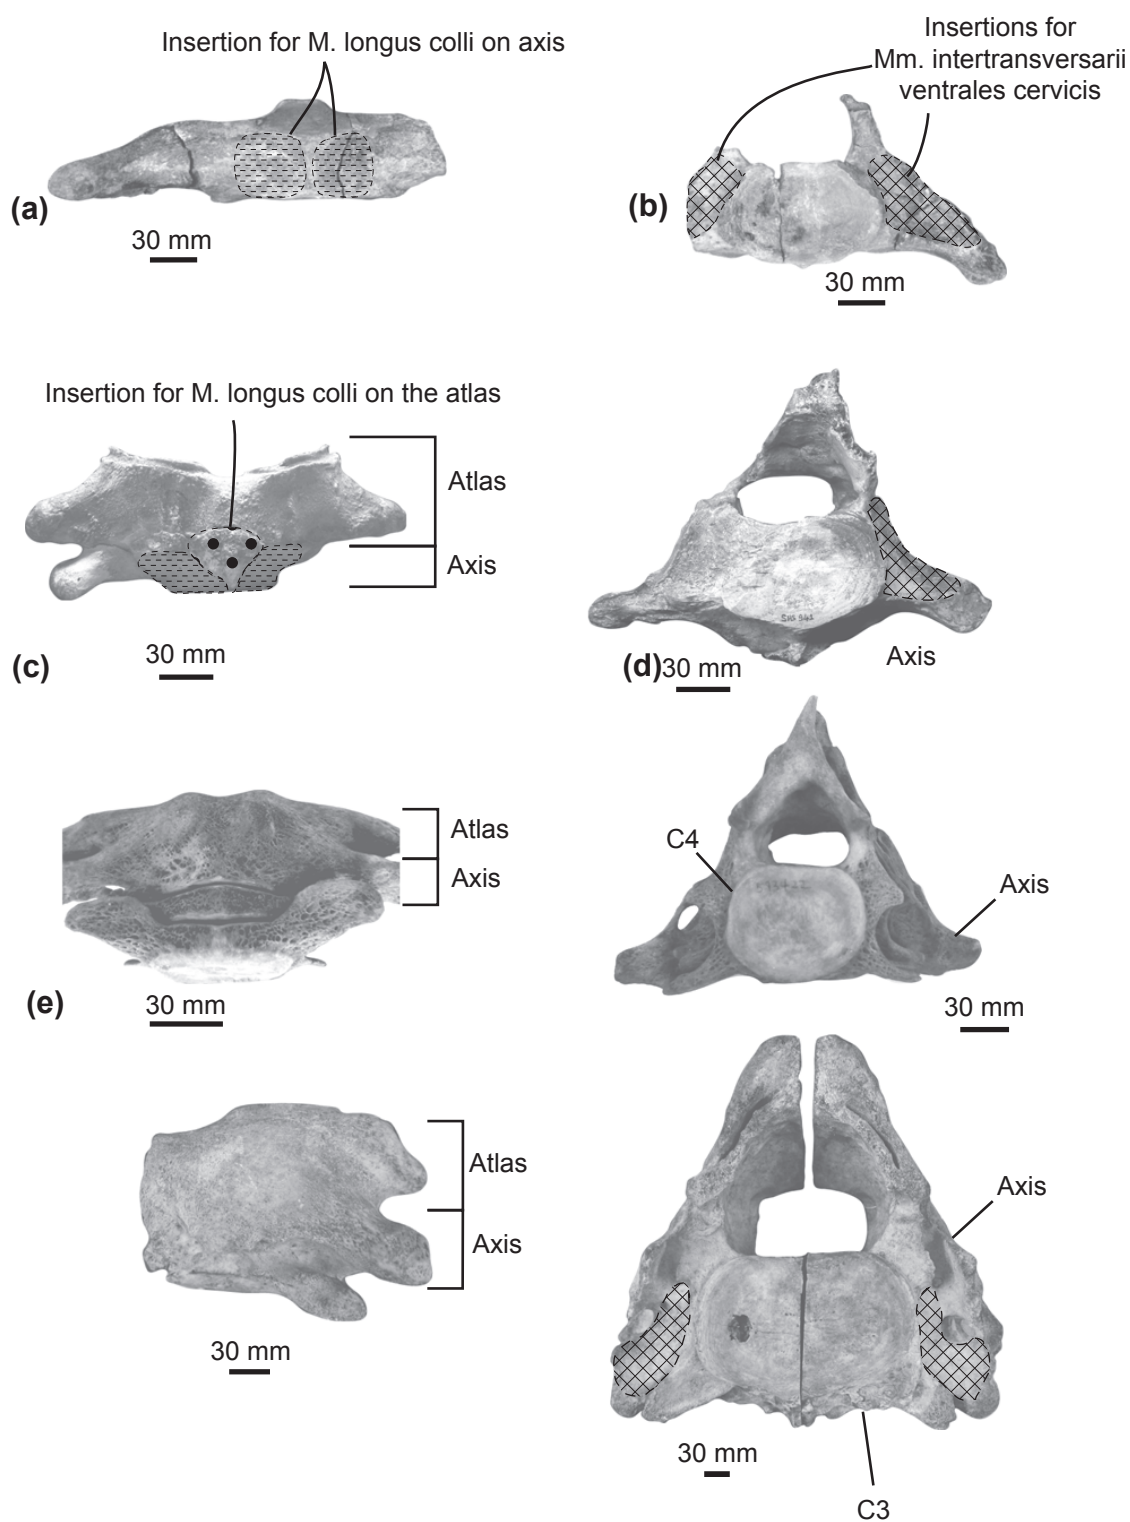 Insertion for M. longus colli on axis
Insertions for
Mm. intertransversarii
ventrales cervicis
(a)
30 mm
(b)
30 mm
Insertion for M. longus colli on the atlas
Atlas
Axis
30 mm
(c)
(d)
30 mm
Axis
C4
Axis
Atlas
Axis
(e)
30 mm
30 mm
Atlas
Axis
30 mm
Axis
30 mm
C3